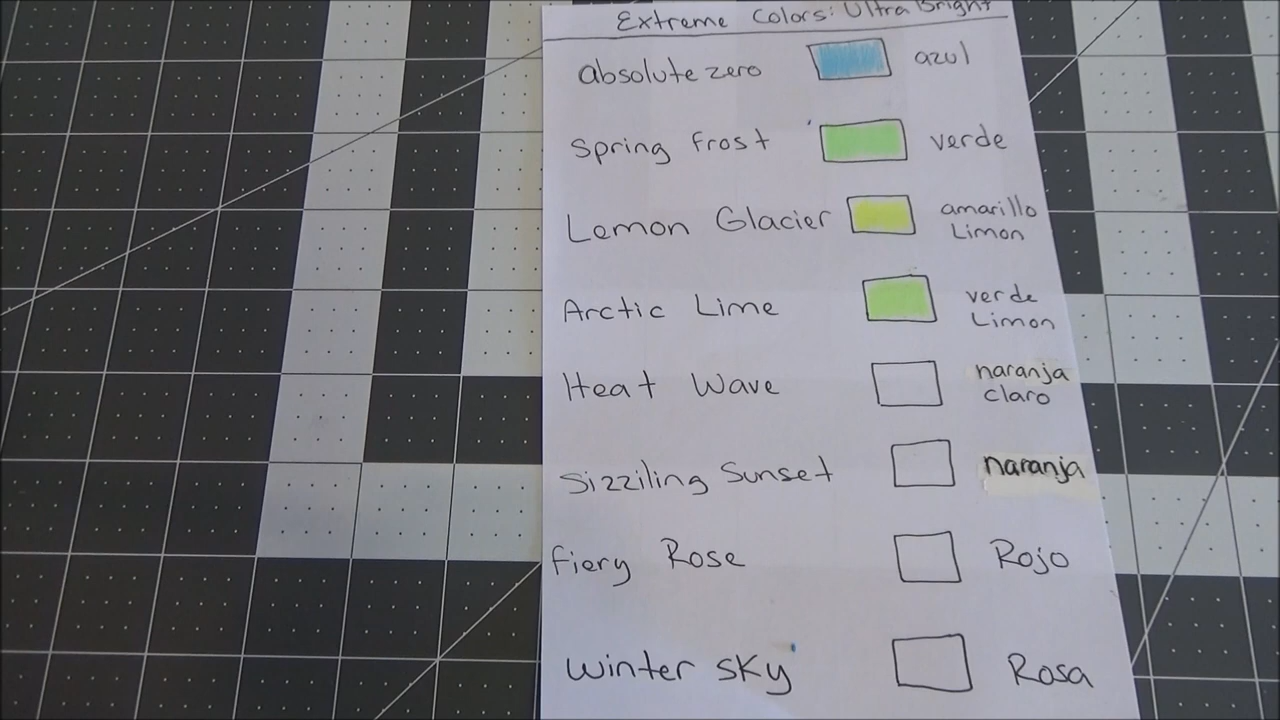 Extreme Colors: Ultra Bright
absolute zero azul
Spring Frost verde
Lemon Glacier amarillo
Limon
Arctic Lime verde
Limon
Heat Wave naranja
claro
Sizziling Sunset naranja
fiery Rose Rojo
Winter sky Rosa